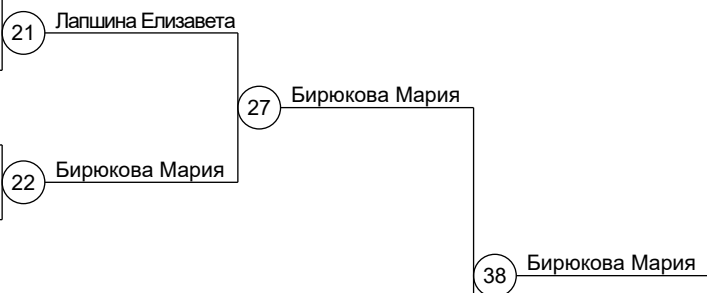 21 Лапшина Елизавета
27 Бирюкова Мария
22 Бирюкова Мария
38 Бирюкова Мария